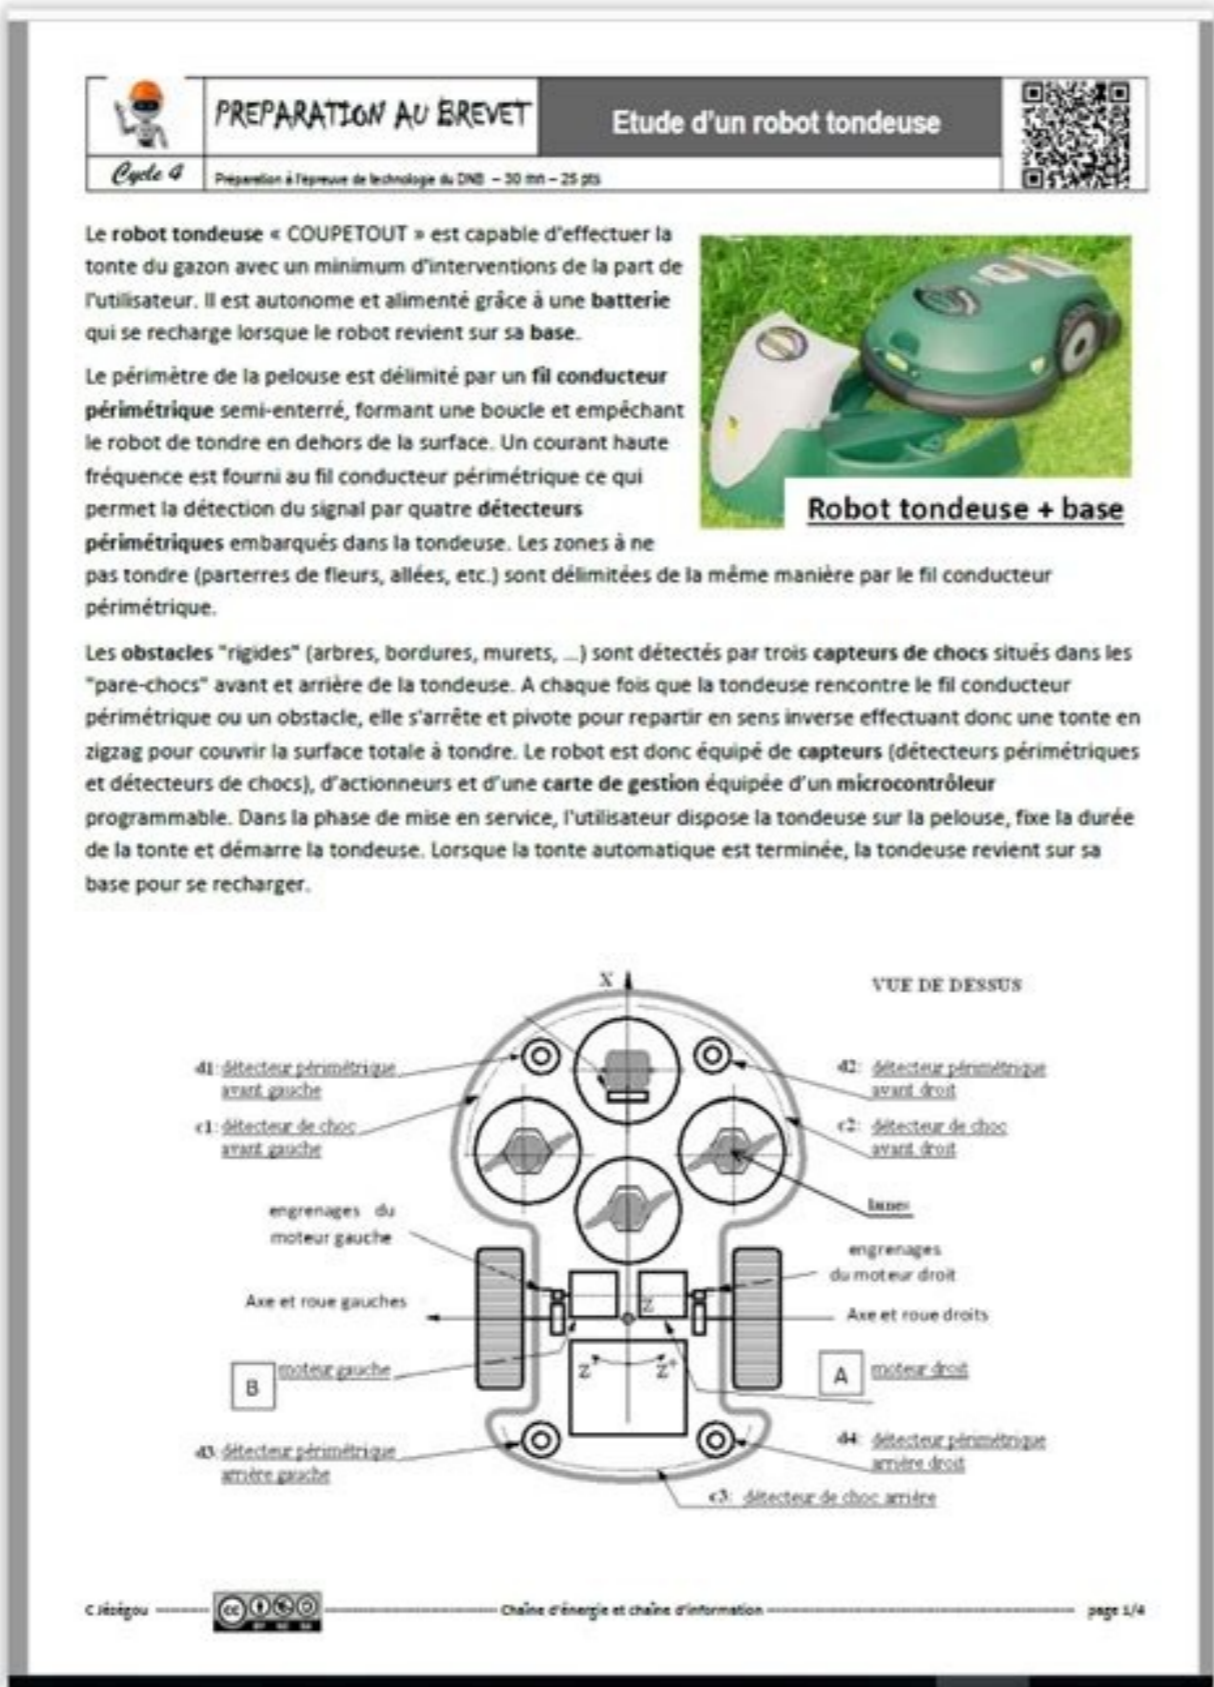 PREPARATION AU BREVET
Etude d'un robot tondeuse
Cycle 4
Préparation à l'épreuve de technologie du DNB – 30 mn – 25 pts
Le robot tondeuse « COUPETOUT » est capable d'effectuer la
tonte du gazon avec un minimum d'interventions de la part de
l'utilisateur. Il est autonome et alimenté grâce à une batterie
qui se recharge lorsque le robot revient sur sa base.
Le périmètre de la pelouse est délimité par un fil conducteur
périmétrique semi-enterré, formant une boucle et empêchant
le robot de tondre en dehors de la surface. Un courant haute
fréquence est fourni au fil conducteur périmétrique ce qui
permet la détection du signal par quatre détecteurs
périmétriques embarqués dans la tondeuse. Les zones à ne
pas tondre (parterres de fleurs, allées, etc.) sont délimitées de la même manière par le fil conducteur
périmétrique.
Robot tondeuse + base
Les obstacles "rigides" (arbres, bordures, murets, ...) sont détectés par trois capteurs de chocs situés dans les
"pare-chocs" avant et arrière de la tondeuse. A chaque fois que la tondeuse rencontre le fil conducteur
périmétrique ou un obstacle, elle s'arrête et pivote pour repartir en sens inverse effectuant donc une tonte en
zigzag pour couvrir la surface totale à tondre. Le robot est donc équipé de capteurs (détecteurs périmétriques
et détecteurs de chocs), d'actionneurs et d'une carte de gestion équipée d'un microcontrôleur
programmable. Dans la phase de mise en service, l'utilisateur dispose la tondeuse sur la pelouse, fixe la durée
de la tonte et démarre la tondeuse. Lorsque la tonte automatique est terminée, la tondeuse revient sur sa
base pour se recharger.
X
VUE DE DESSUS
d1: détecteur périmétrique
avant gauche
d2: détecteur périmétrique
avant droit
c1: détecteur de choc
avant gauche
c2: détecteur de choc
avant droit
lames
engrenages du
moteur gauche
engrenages
du moteur droit
Axe et roue gauches
Z
Axe et roue droits
B
moteur gauche
Z-
Z+
A
moteur droit
d3: détecteur périmétrique
arrière gauche
d4: détecteur périmétrique
arrière droit
c3: détecteur de choc arrière
C Jézégou
cc
Chaîne d'énergie et chaîne d'information
page 1/4